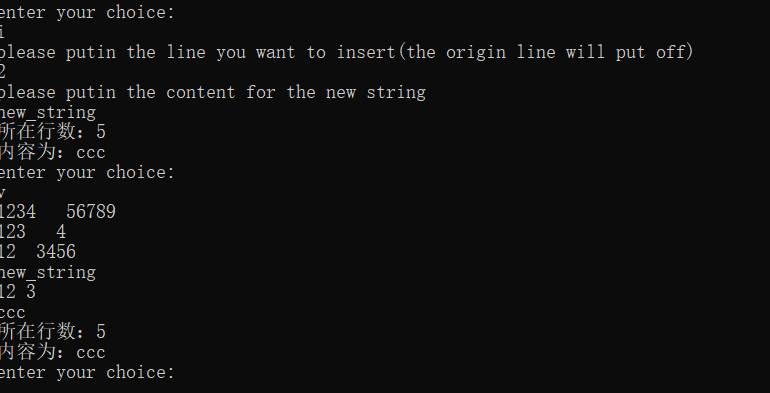 enter your choice:
i
please putin the line you want to insert(the origin line will put off)
2
please putin the content for the new string
new_string
所在行数: 5
内容为: ccc
enter your choice:
v
1234   56789
123   4
12  3456
new_string
12 3
ccc
所在行数: 5
内容为: ccc
enter your choice: